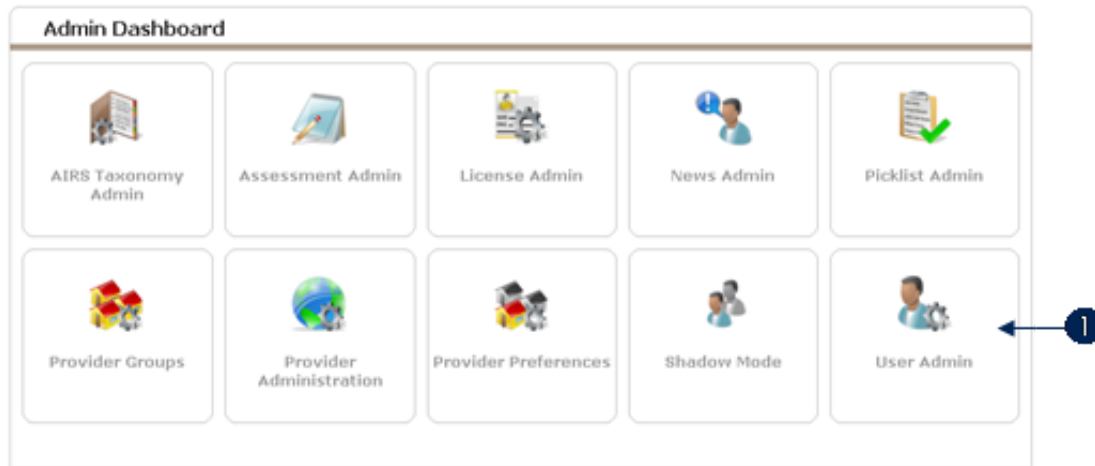 Admin Dashboard
AIRS Taxonomy
Admin
Assessment Admin
License Admin
News Admin
Picklist Admin
Provider Groups
Provider
Administration
Provider Preferences
Shadow Mode
User Admin
1